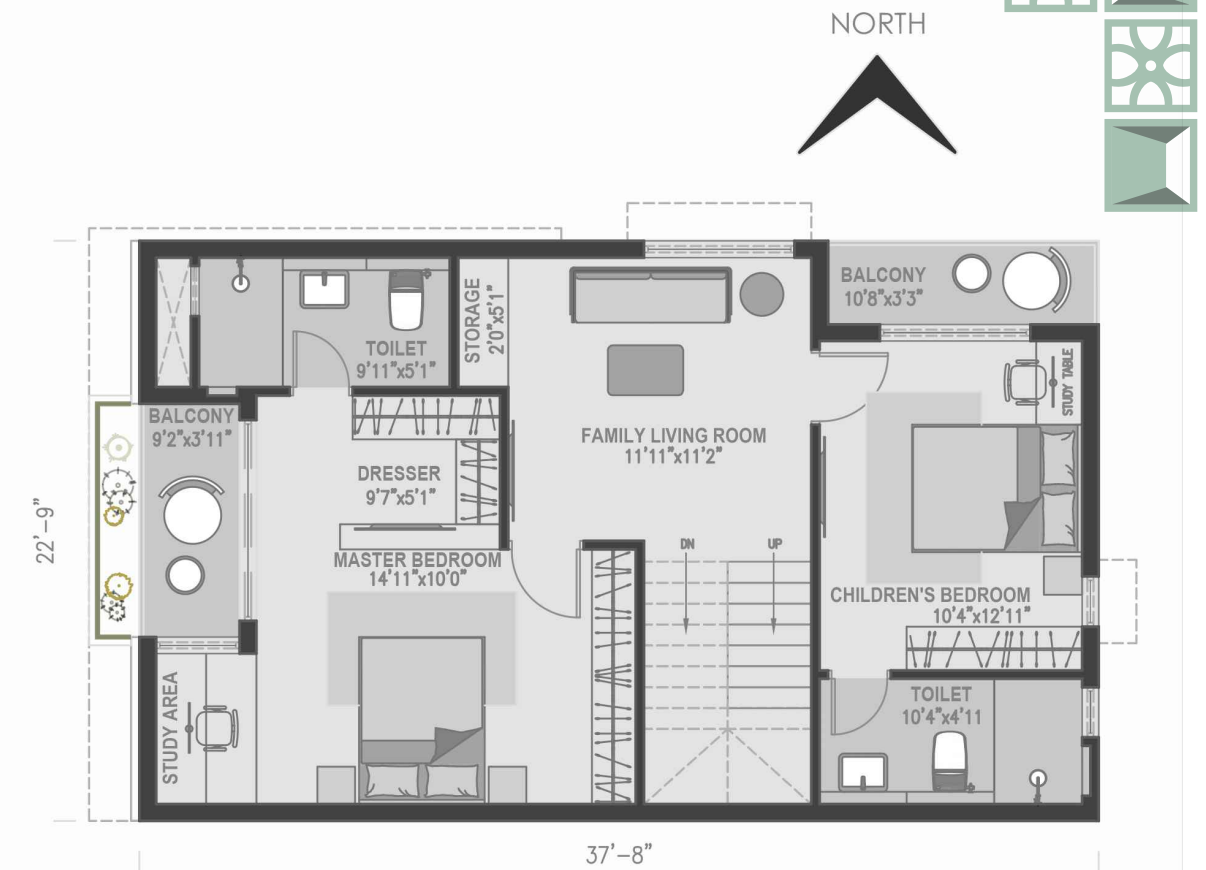 NORTH
BALCONY
10'8"x3'3"
STORAGE
2'0"x5'1"
TOILET
9'11"x5'1"
STUDY TABLE
BALCONY
9'2"x3'11"
FAMILY LIVING ROOM
11'11"x11'2"
DRESSER
9'7"x5'1"
22'-9"
MASTER BEDROOM
14'11"x10'0"
DN
UP
CHILDREN'S BEDROOM
10'4"x12'11"
STUDY AREA
TOILET
10'4"x4'11
37'-8"